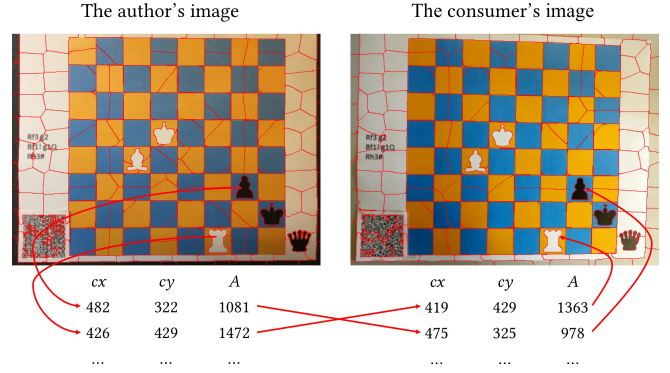 The author's image
The consumer's image
Rf3 g2
Bf1! g1Q
Rh3#
Rf3 g2
Bf1! g1Q
Rh3#
cx cy A
482 322 1081
426 429 1472
... ... ...
cx cy A
419 429 1363
475 325 978
... ... ...